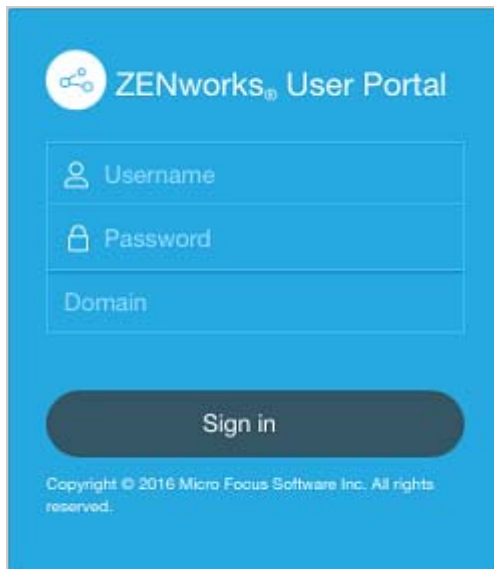 ZENworks® User Portal
Username
Password
Domain
Sign in
Copyright © 2016 Micro Focus Software Inc. All rights
reserved.